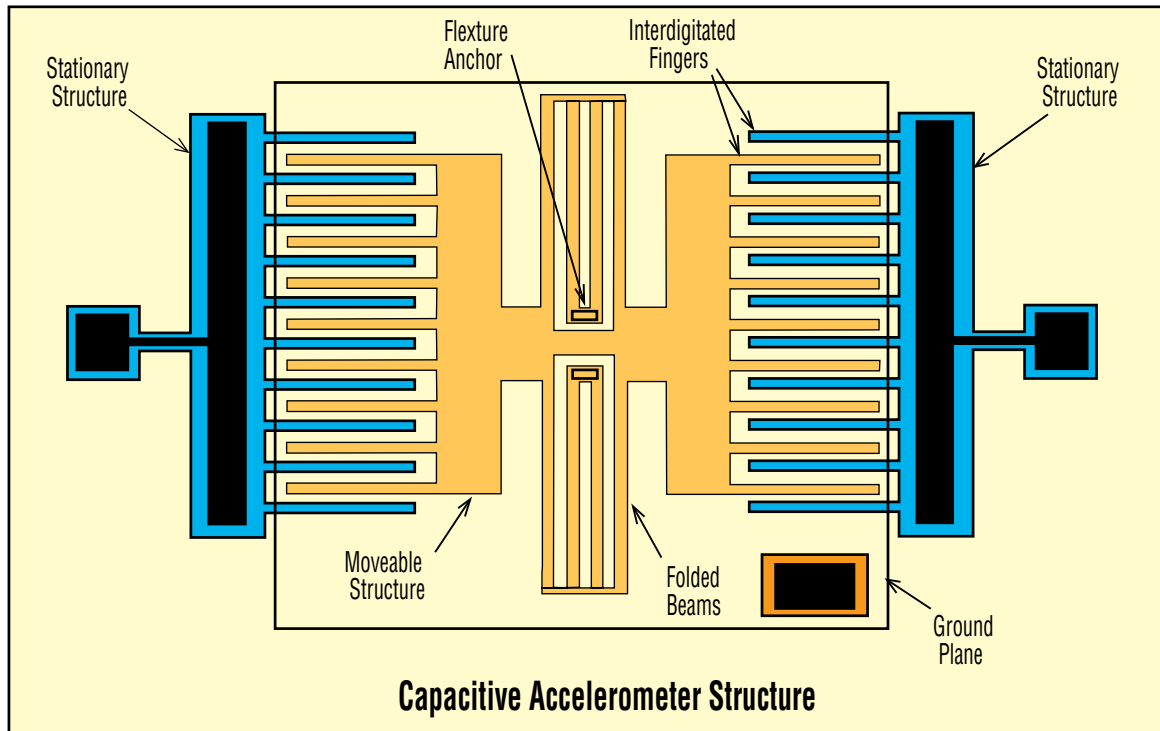 Flexture
Anchor
Interdigitated
Fingers
Stationary
Structure
Stationary
Structure
Moveable
Structure
Folded
Beams
Ground
Plane
Capacitive Accelerometer Structure